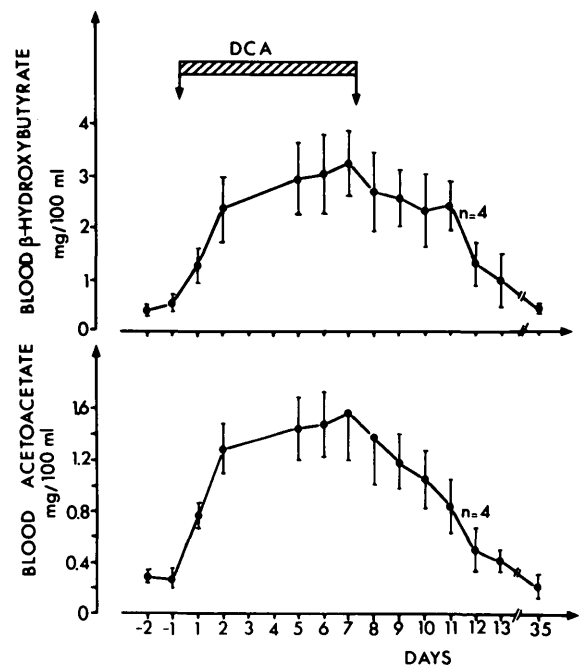 DCA
BLOOD β-HYDROXYBUTYRATE
mg/100 ml
4
3
2
1
0
n=4
BLOOD ACETOACETATE
mg/100 ml
1.6
1.2
0.8
0.4
0
n=4
-2 -1 1 2 3 4 5 6 7 8 9 10 11 12 13 35
DAYS